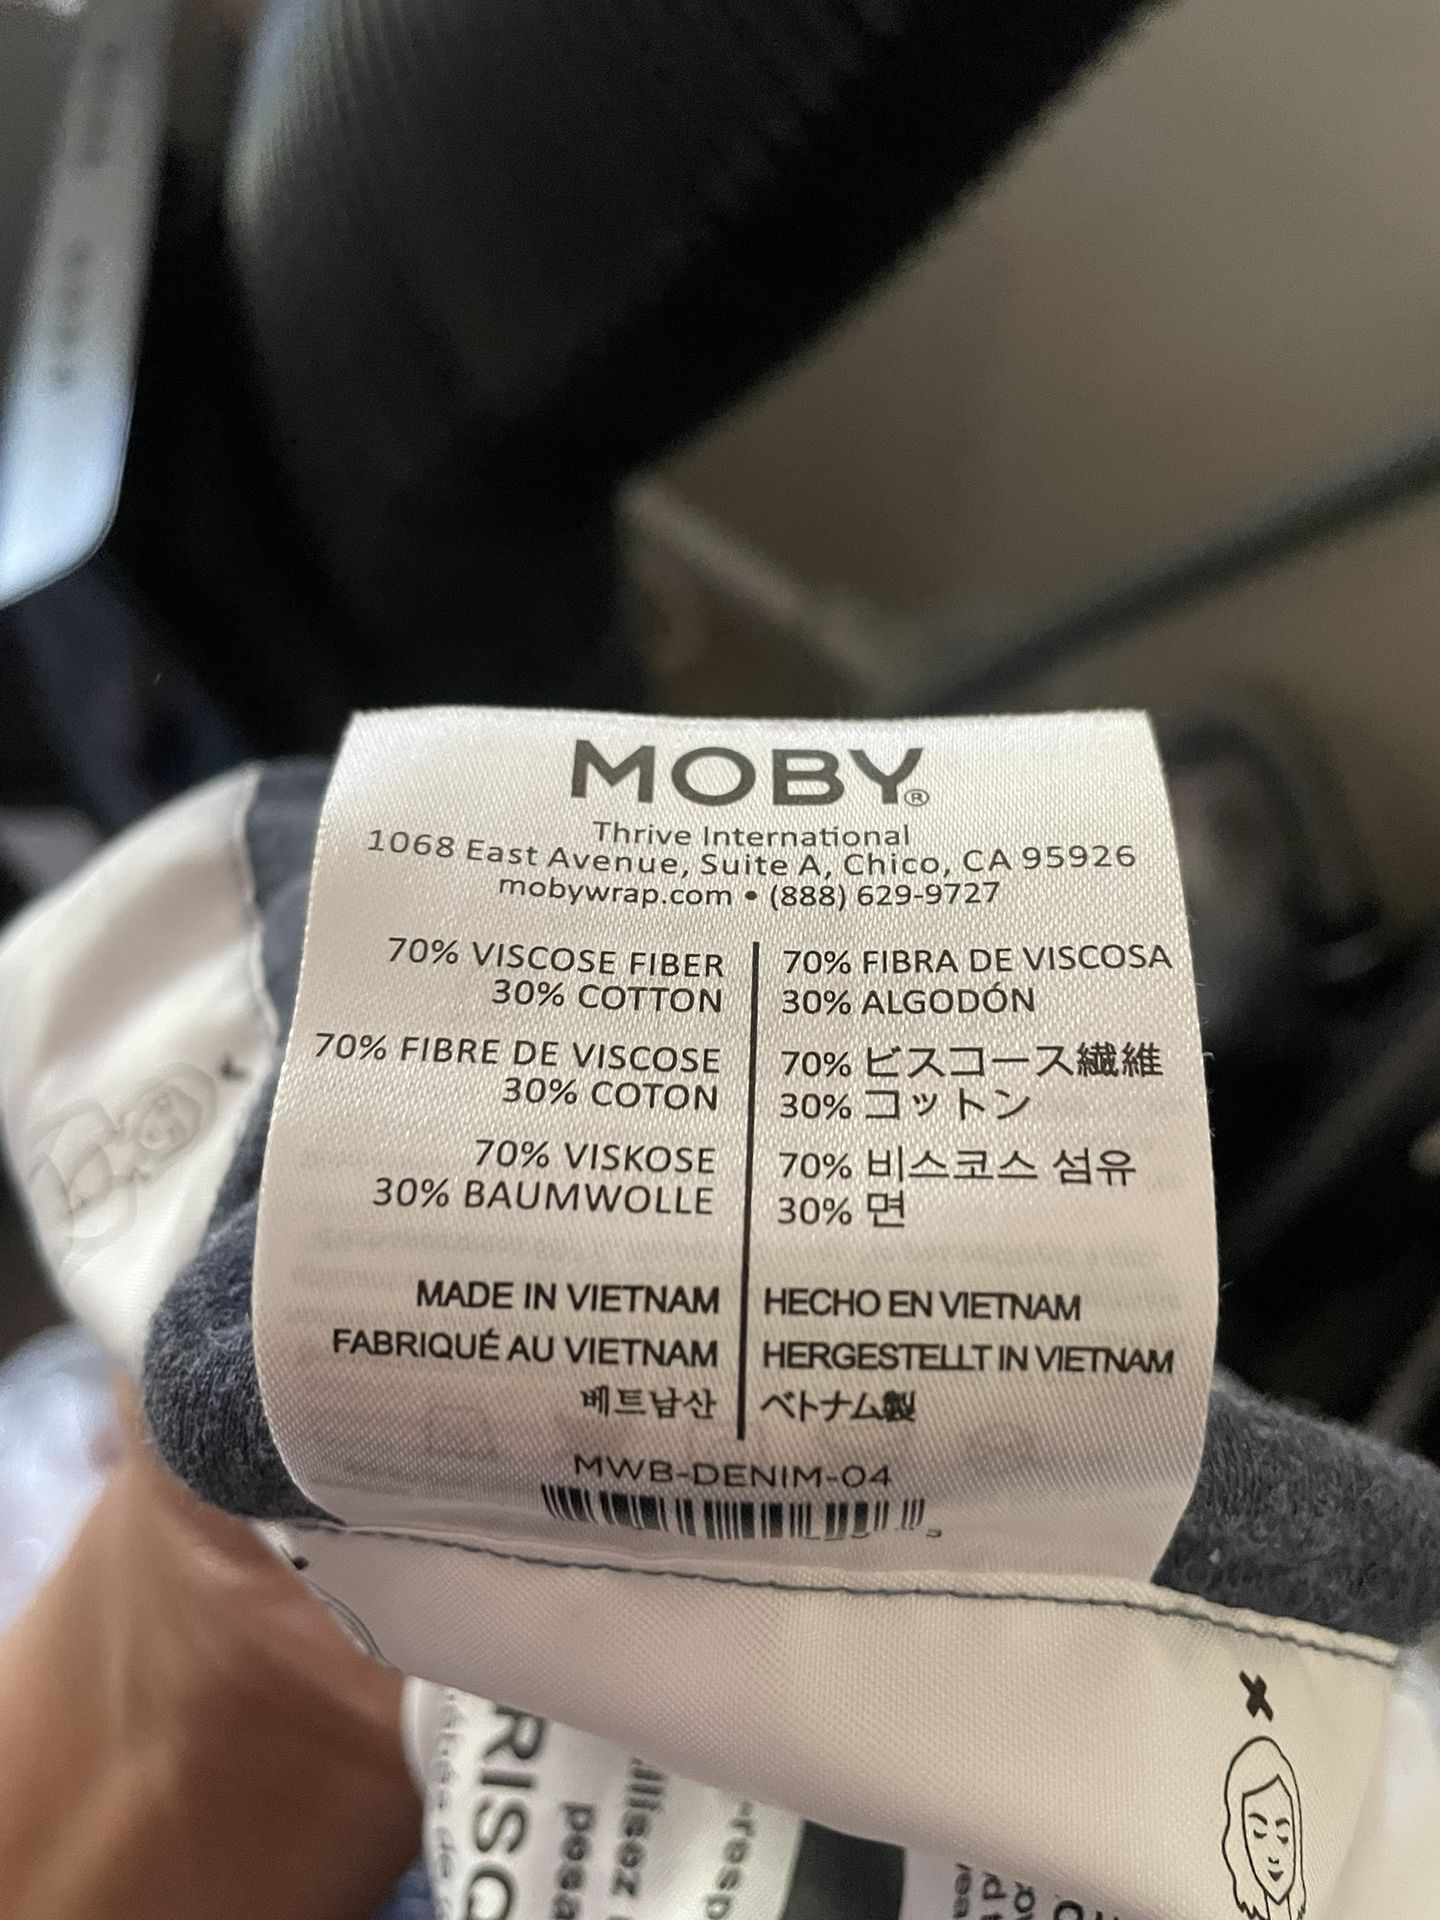 MOBY®
Thrive International
1068 East Avenue, Suite A, Chico, CA 95926
mobywrap.com • (888) 629-9727
70% VISCOSE FIBER
30% COTTON
70% FIBRE DE VISCOSE
30% COTON
70% VISKOSE
30% BAUMWOLLE
70% FIBRA DE VISCOSA
30% ALGODÓN
70% ビスコース繊維
30% コットン
70% 비스코스 섬유
30% 면
MADE IN VIETNAM
FABRIQUÉ AU VIETNAM
베트남산
HECHO EN VIETNAM
HERGESTELLT IN VIETNAM
ベトナム製
MWB-DENIM-04